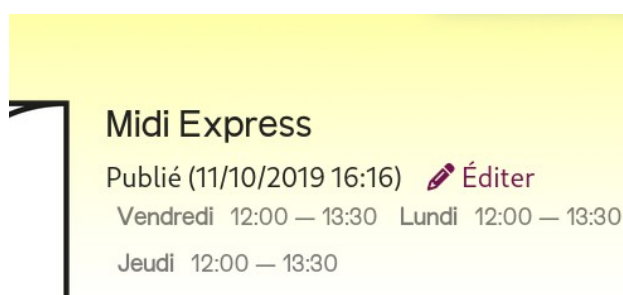 Midi Express
Publié (11/10/2019 16:16) Éditer
Vendredi 12:00 — 13:30 Lundi 12:00 — 13:30
Jeudi 12:00 — 13:30